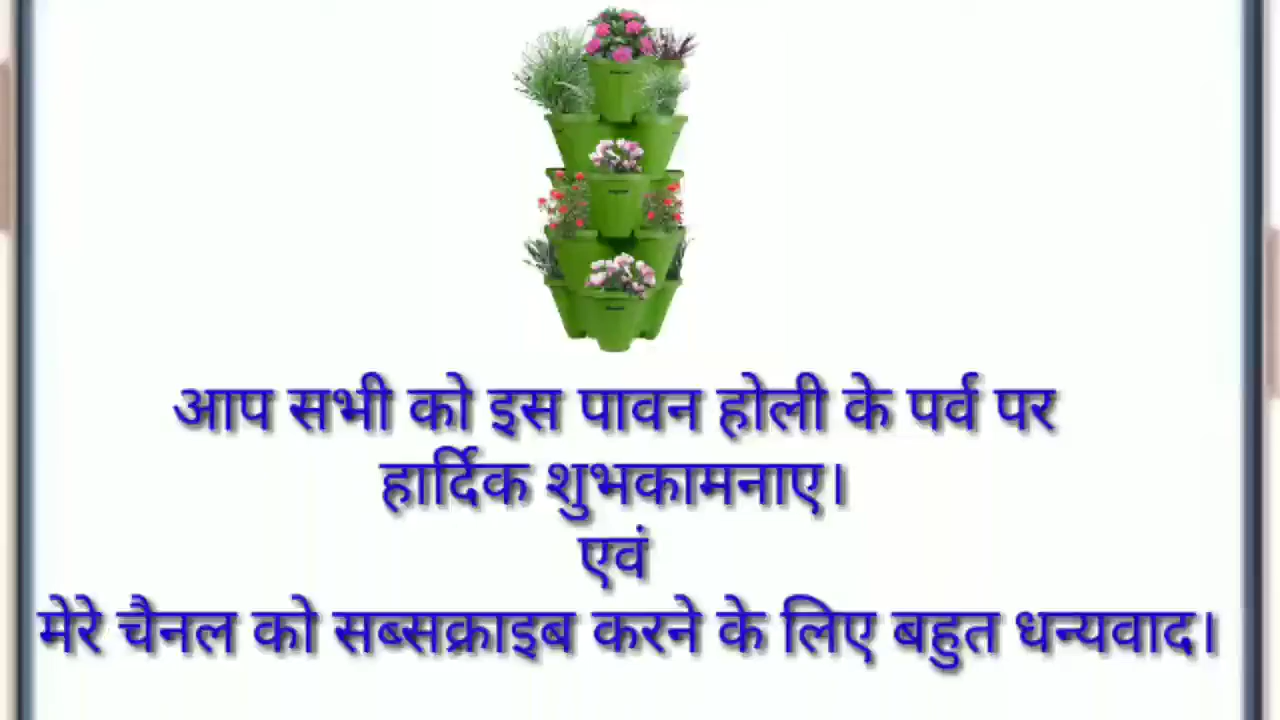 आप सभी को इस पावन होली के पर्व पर
हार्दिक शुभकामनाए।
एवं
मेरे चैनल को सब्सक्राइब करने के लिए बहुत धन्यवाद।